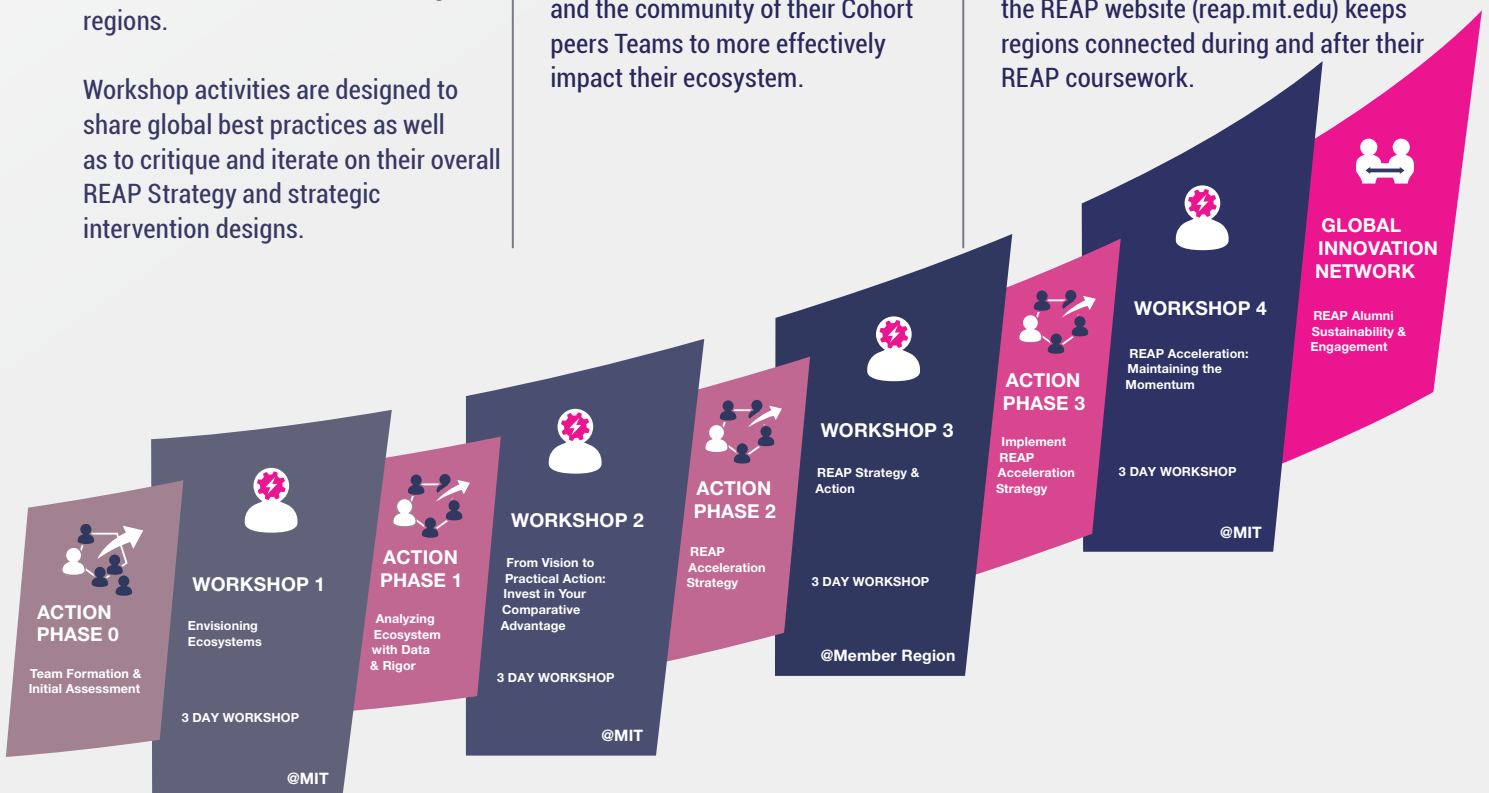 regions.
Workshop activities are designed to
share global best practices as well
as to critique and iterate on their overall
REAP Strategy and strategic
intervention designs.
and the community of their Cohort
peers Teams to more effectively
impact their ecosystem.
the REAP website (reap.mit.edu) keeps
regions connected during and after their
REAP coursework.
ACTION
PHASE 0
Team Formation &
Initial Assessment
WORKSHOP 1
Envisioning
Ecosystems
3 DAY WORKSHOP
@MIT
ACTION
PHASE 1
Analyzing
Ecosystem
with Data
& Rigor
WORKSHOP 2
From Vision to
Practical Action:
Invest in Your
Comparative
Advantage
3 DAY WORKSHOP
@MIT
ACTION
PHASE 2
REAP
Acceleration
Strategy
WORKSHOP 3
REAP Strategy &
Action
3 DAY WORKSHOP
@Member Region
ACTION
PHASE 3
Implement
REAP
Acceleration
Strategy
WORKSHOP 4
REAP Acceleration:
Maintaining the
Momentum
3 DAY WORKSHOP
@MIT
GLOBAL
INNOVATION
NETWORK
REAP Alumni
Sustainability &
Engagement